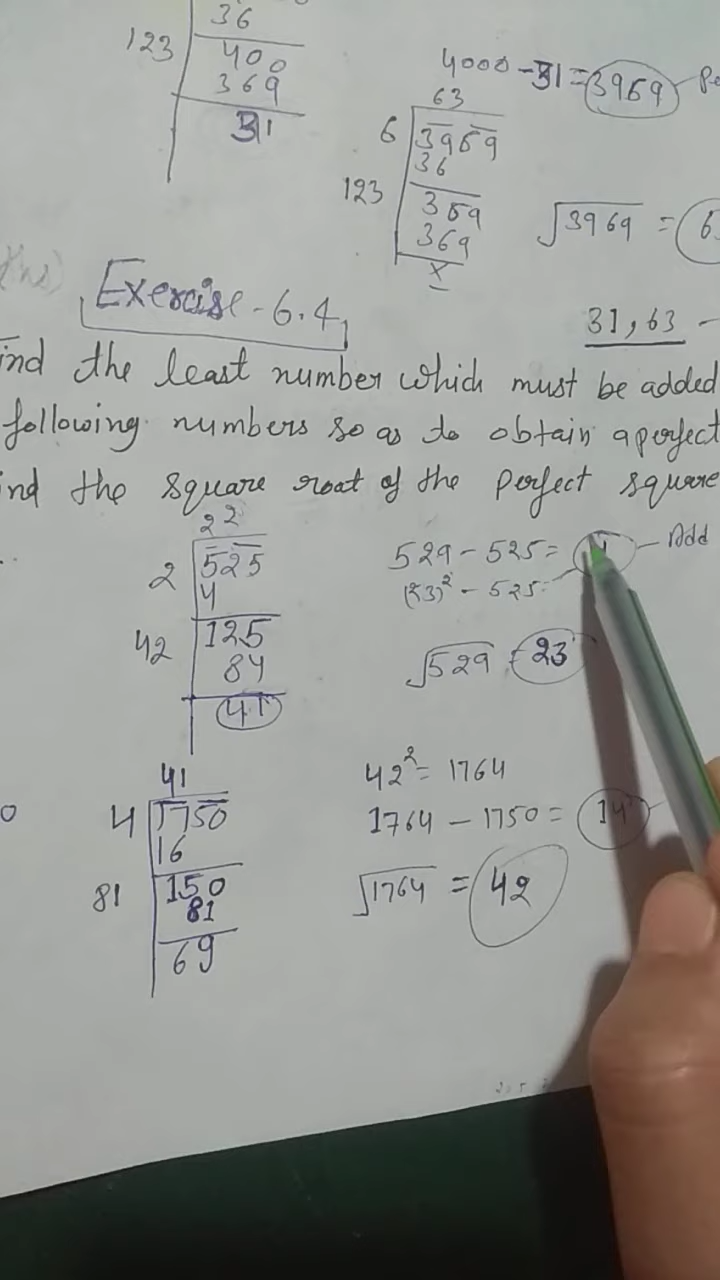 36
123 400
369
31
4000 - 31 = 3969
63
6 3969
36
123 369
369
x
√3969 =
Exercise - 6.4
31, 63 -
ind the least number which must be added
following numbers so as to obtain a perfect
ind the square root of the perfect square
22
2 525
4
42 125
84
41
529 - 525 = - Add
(23)² - 525
√529 = 23
41
4 1750
16
81 150
81
69
42² = 1764
1764 - 1750 = 14
√1764 = 42